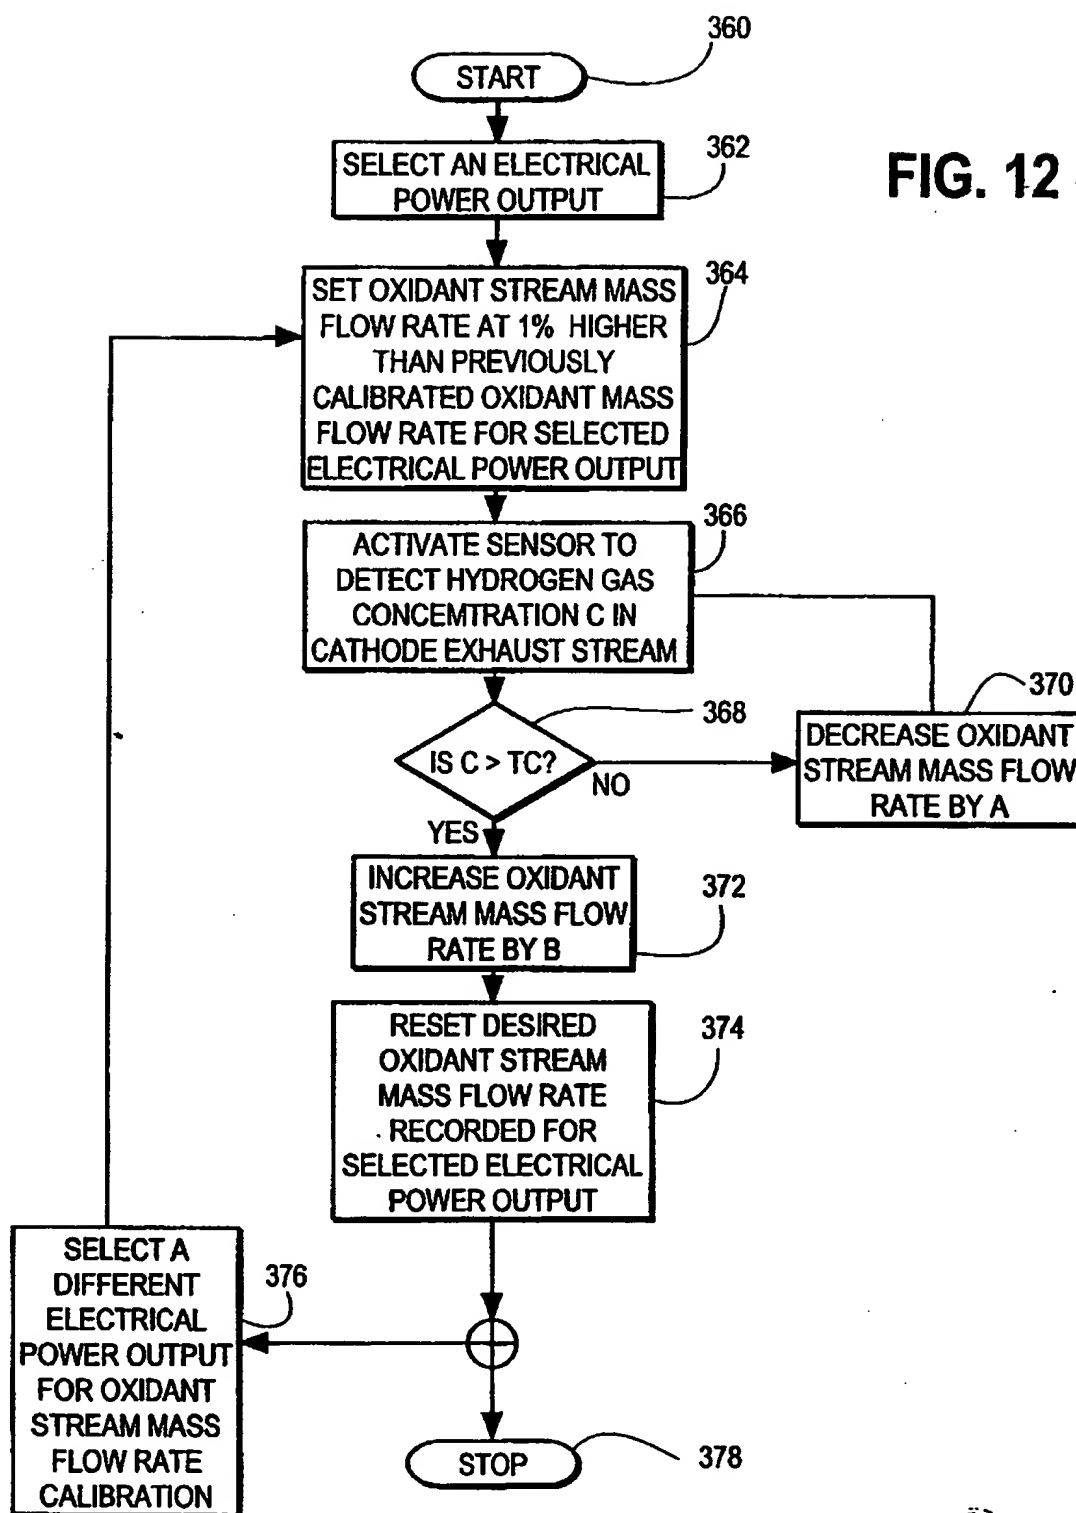 360
START
362
SELECT AN ELECTRICAL
POWER OUTPUT
FIG. 12
364
SET OXIDANT STREAM MASS
FLOW RATE AT 1% HIGHER
THAN PREVIOUSLY
CALIBRATED OXIDANT MASS
FLOW RATE FOR SELECTED
ELECTRICAL POWER OUTPUT
366
ACTIVATE SENSOR TO
DETECT HYDROGEN GAS
CONCEMTRATION C IN
CATHODE EXHAUST STREAM
368
IS C > TC?
NO
YES
370
DECREASE OXIDANT
STREAM MASS FLOW
RATE BY A
372
INCREASE OXIDANT
STREAM MASS FLOW
RATE BY B
374
RESET DESIRED
OXIDANT STREAM
MASS FLOW RATE
RECORDED FOR
SELECTED ELECTRICAL
POWER OUTPUT
376
SELECT A
DIFFERENT
ELECTRICAL
POWER OUTPUT
FOR OXIDANT
STREAM MASS
FLOW RATE
CALIBRATION
STOP
378